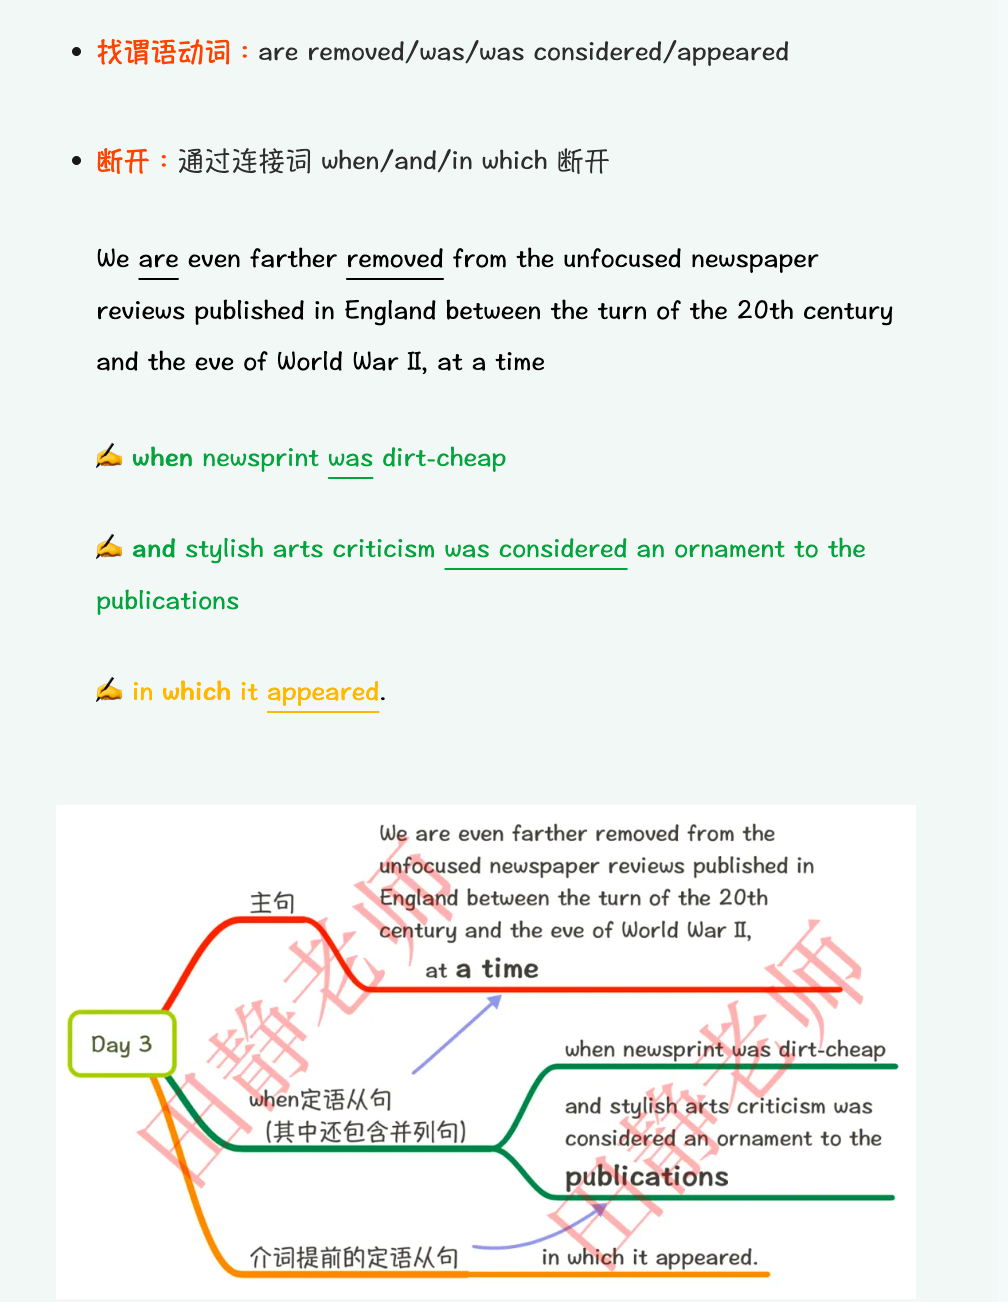 找谓语动词：are removed/was/was considered/appeared
断开：通过连接词 when/and/in which 断开
We are even farther removed from the unfocused newspaper
reviews published in England between the turn of the 20th century
and the eve of World War II, at a time
when newsprint was dirt-cheap
and stylish arts criticism was considered an ornament to the
publications
in which it appeared.
We are even farther removed from the
unfocused newspaper reviews published in
England between the turn of the 20th
century and the eve of World War II,
at a time
主句
Day 3
when newsprint was dirt-cheap
when定语从句
(其中还包含并列句)
and stylish arts criticism was
considered an ornament to the
publications
介词提前的定语从句
in which it appeared.
田静老师
田静老师